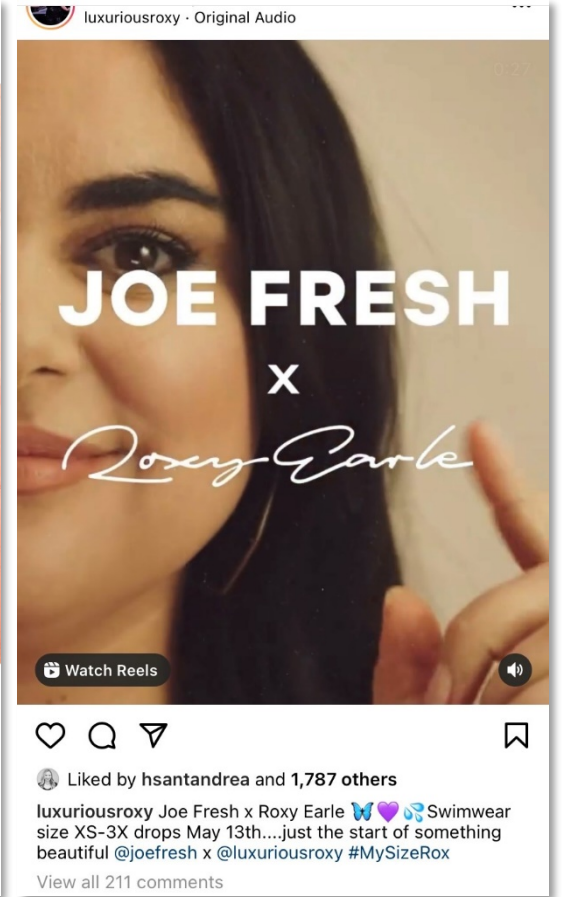 luxuriousroxy · Original Audio
0:27
JOE FRESH
x
Roxy Earle
Watch Reels
Liked by hsantandrea and 1,787 others
luxuriousroxy Joe Fresh x Roxy Earle 🦋💜💦Swimwear
size XS-3X drops May 13th....just the start of something
beautiful @joefresh x @luxuriousroxy #MySizeRox
View all 211 comments